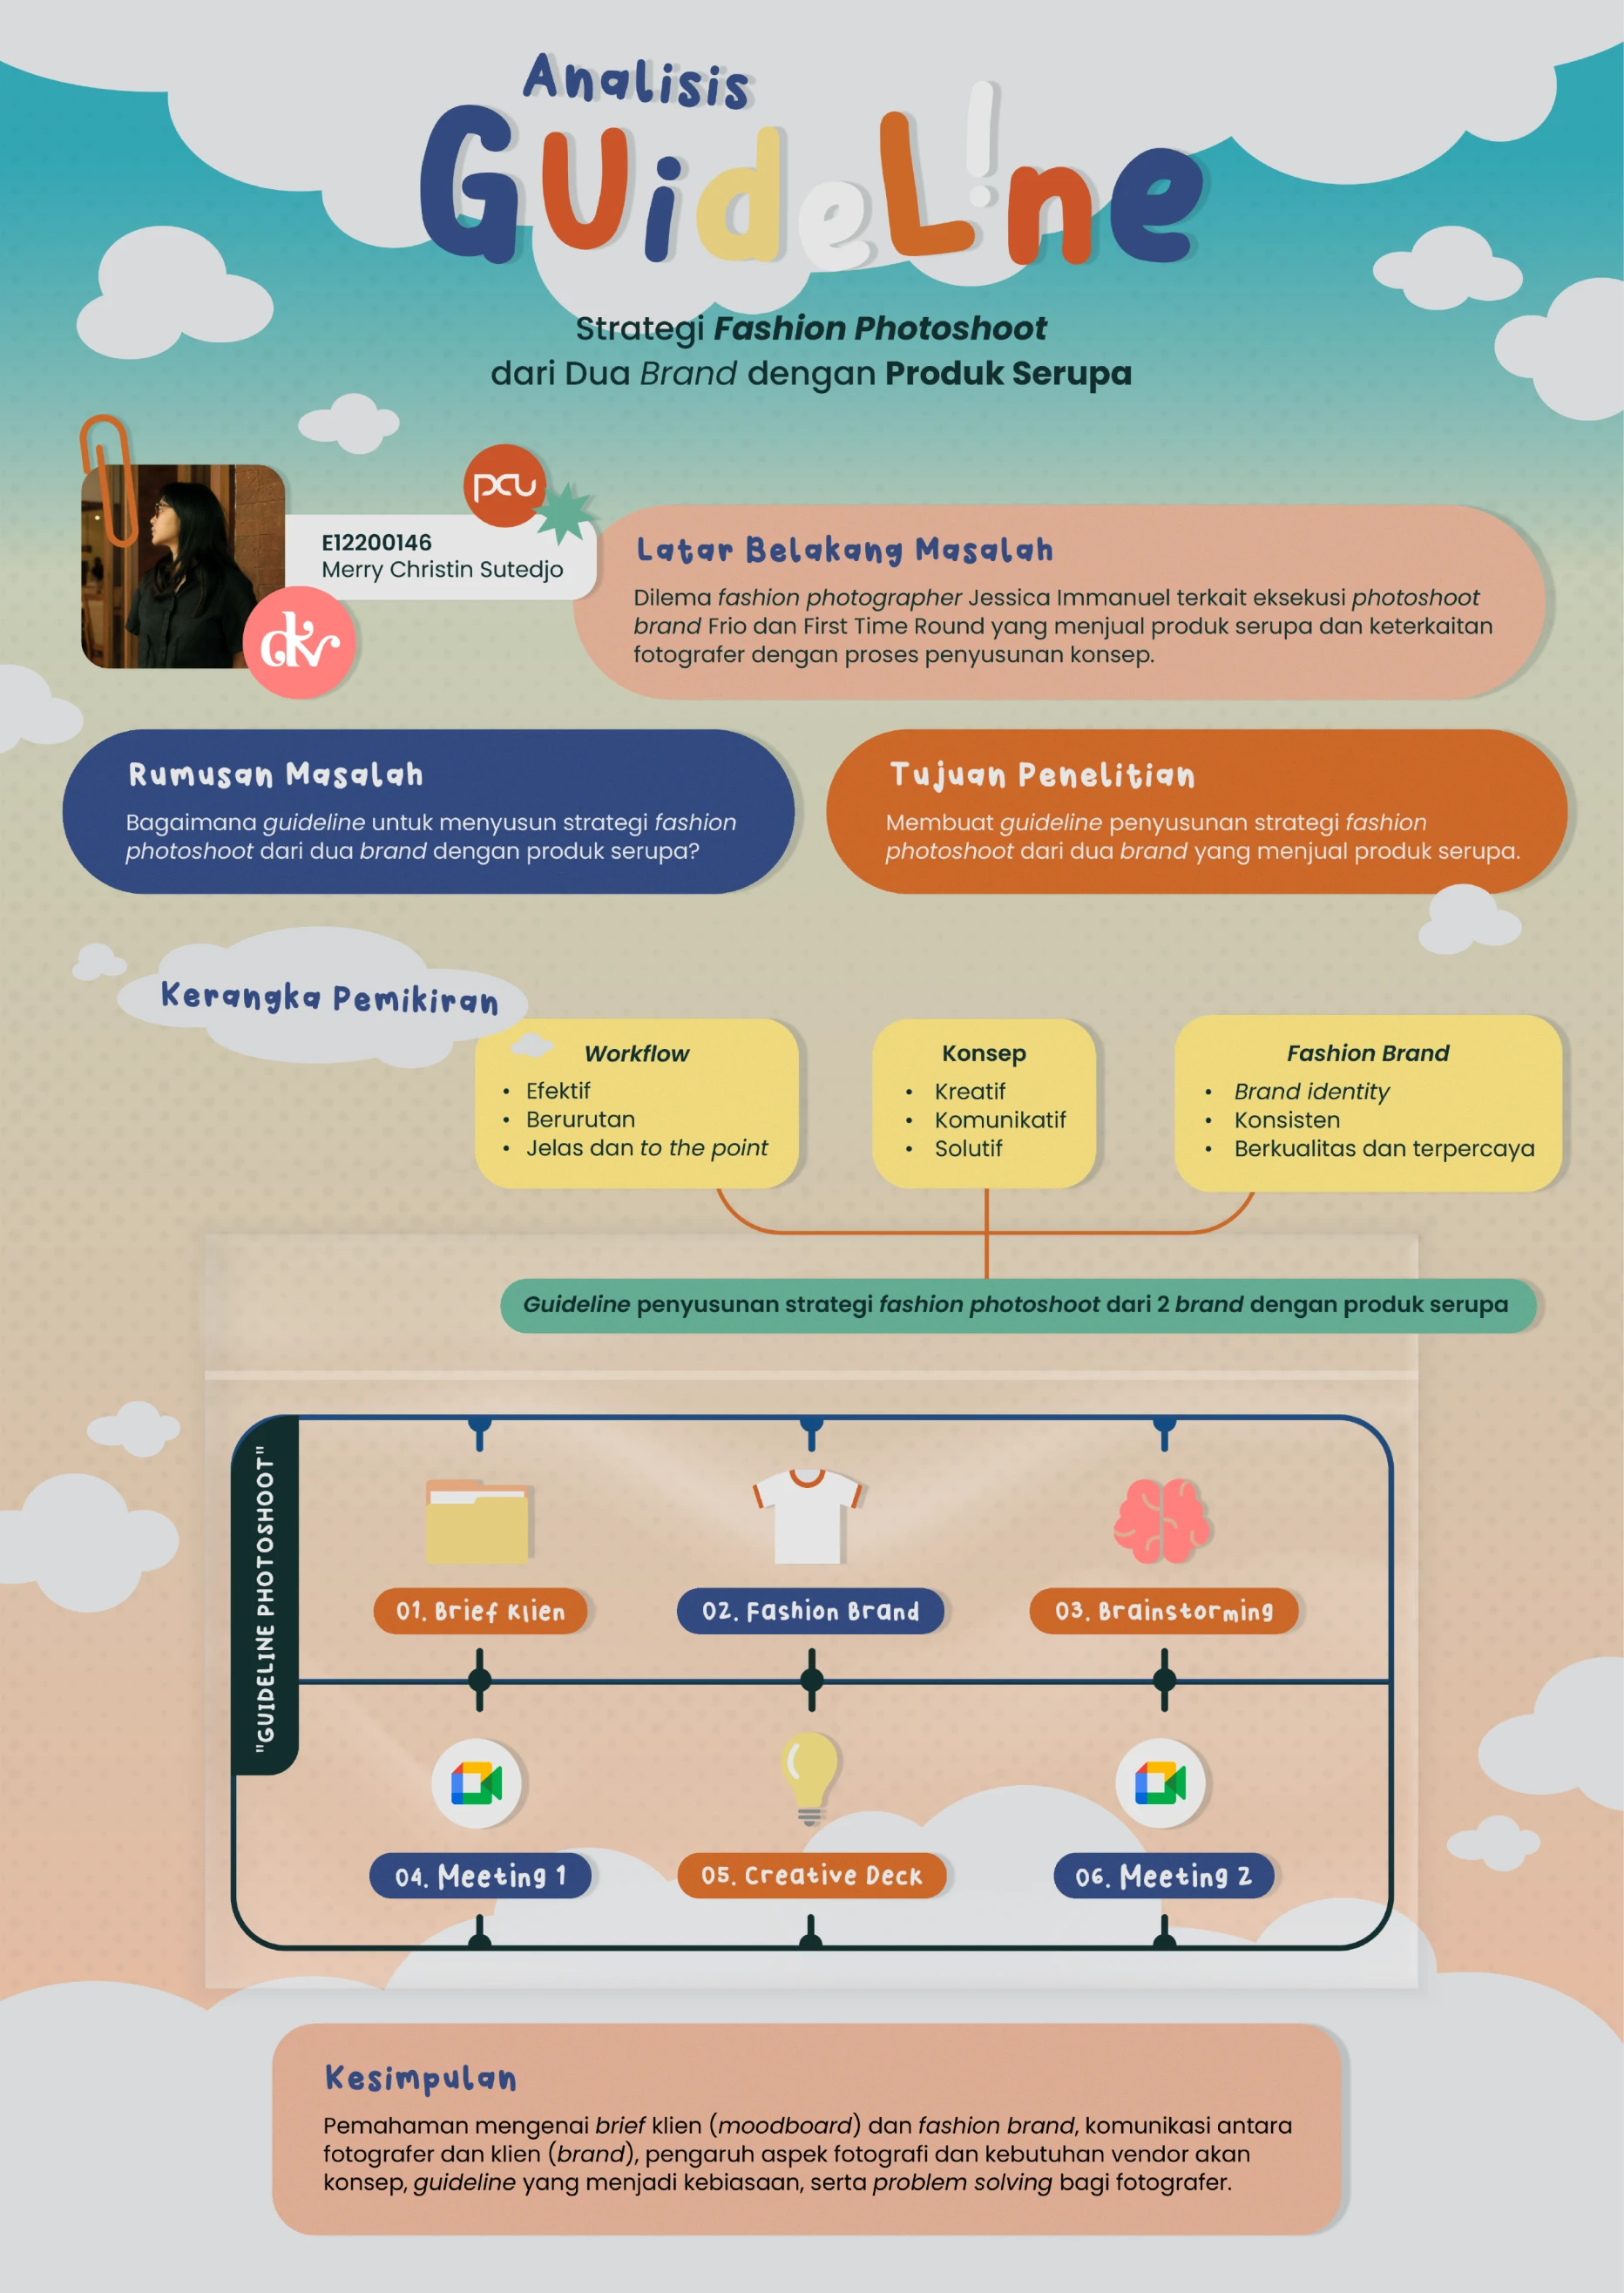 Analisis
GUideL!ne
Strategi Fashion Photoshoot
dari Dua Brand dengan Produk Serupa
pcu
E12200146
Merry Christin Sutedjo
dkv
Latar Belakang Masalah
Dilema fashion photographer Jessica Immanuel terkait eksekusi photoshoot
brand Frio dan First Time Round yang menjual produk serupa dan keterkaitan
fotografer dengan proses penyusunan konsep.
Rumusan Masalah
Bagaimana guideline untuk menyusun strategi fashion
photoshoot dari dua brand dengan produk serupa?
Tujuan Penelitian
Membuat guideline penyusunan strategi fashion
photoshoot dari dua brand yang menjual produk serupa.
Kerangka Pemikiran
Workflow
• Efektif
• Berurutan
• Jelas dan to the point
Konsep
• Kreatif
• Komunikatif
• Solutif
Fashion Brand
• Brand identity
• Konsisten
• Berkualitas dan terpercaya
Guideline penyusunan strategi fashion photoshoot dari 2 brand dengan produk serupa
"GUIDELINE PHOTOSHOOT"
01. Brief Klien
02. Fashion Brand
03. Brainstorming
04. Meeting 1
05. Creative Deck
06. Meeting 2
Kesimpulan
Pemahaman mengenai brief klien (moodboard) dan fashion brand, komunikasi antara
fotografer dan klien (brand), pengaruh aspek fotografi dan kebutuhan vendor akan
konsep, guideline yang menjadi kebiasaan, serta problem solving bagi fotografer.